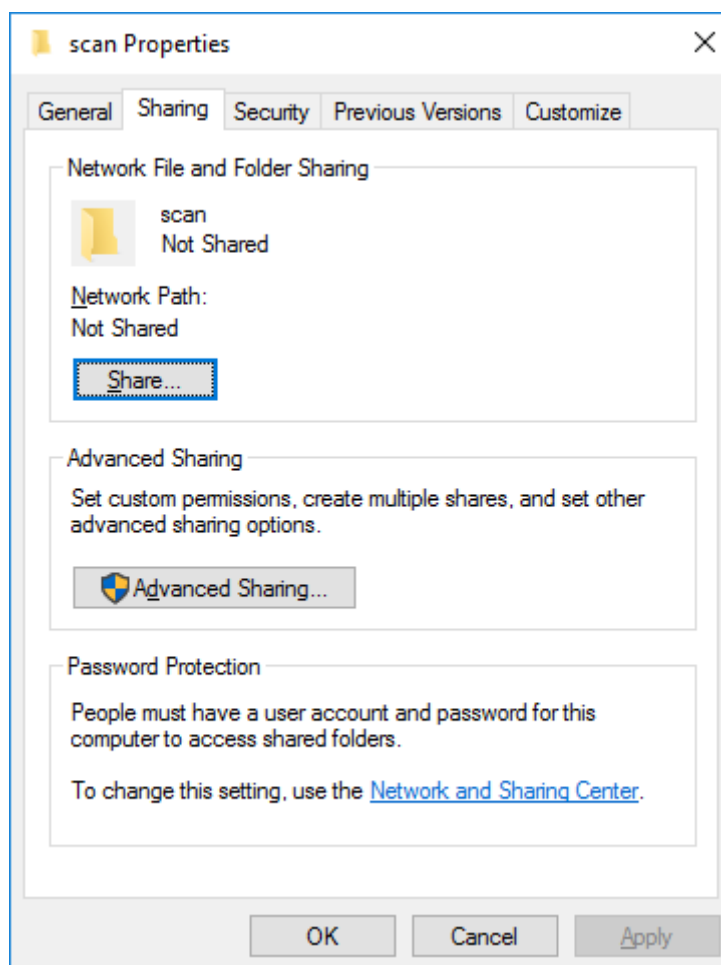 scan Properties
General Sharing Security Previous Versions Customize
Network File and Folder Sharing
scan
Not Shared
Network Path:
Not Shared
Share...
Advanced Sharing
Set custom permissions, create multiple shares, and set other
advanced sharing options.
Advanced Sharing...
Password Protection
People must have a user account and password for this
computer to access shared folders.
To change this setting, use the Network and Sharing Center.
OK Cancel Apply